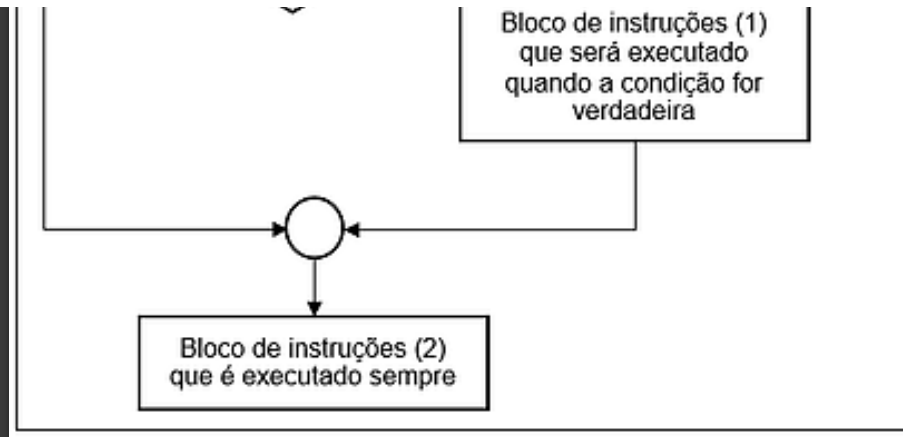 Bloco de instruções (1)
que será executado
quando a condição for
verdadeira
Bloco de instruções (2)
que é executado sempre